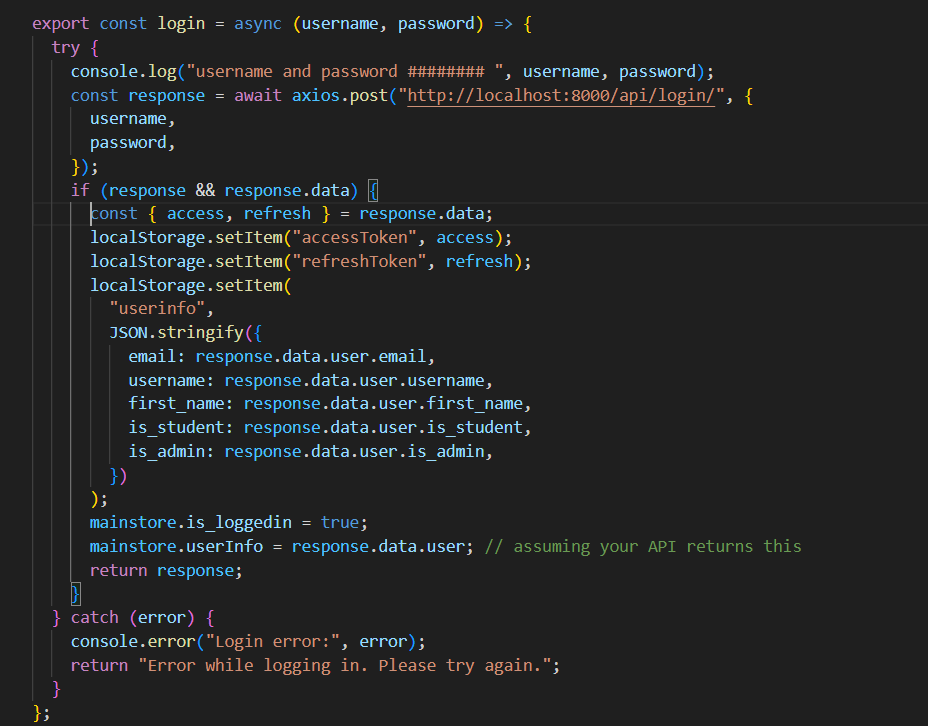 export const login = async (username, password) => {
  try {
    console.log("username and password ######## ", username, password);
    const response = await axios.post("http://localhost:8000/api/login/", {
      username,
      password,
    });
    if (response && response.data) {
      const { access, refresh } = response.data;
      localStorage.setItem("accessToken", access);
      localStorage.setItem("refreshToken", refresh);
      localStorage.setItem(
        "userinfo",
        JSON.stringify({
          email: response.data.user.email,
          username: response.data.user.username,
          first_name: response.data.user.first_name,
          is_student: response.data.user.is_student,
          is_admin: response.data.user.is_admin,
        })
      );
      mainstore.is_loggedin = true;
      mainstore.userInfo = response.data.user; // assuming your API returns this
      return response;
    }
  } catch (error) {
    console.error("Login error:", error);
    return "Error while logging in. Please try again.";
  }
};